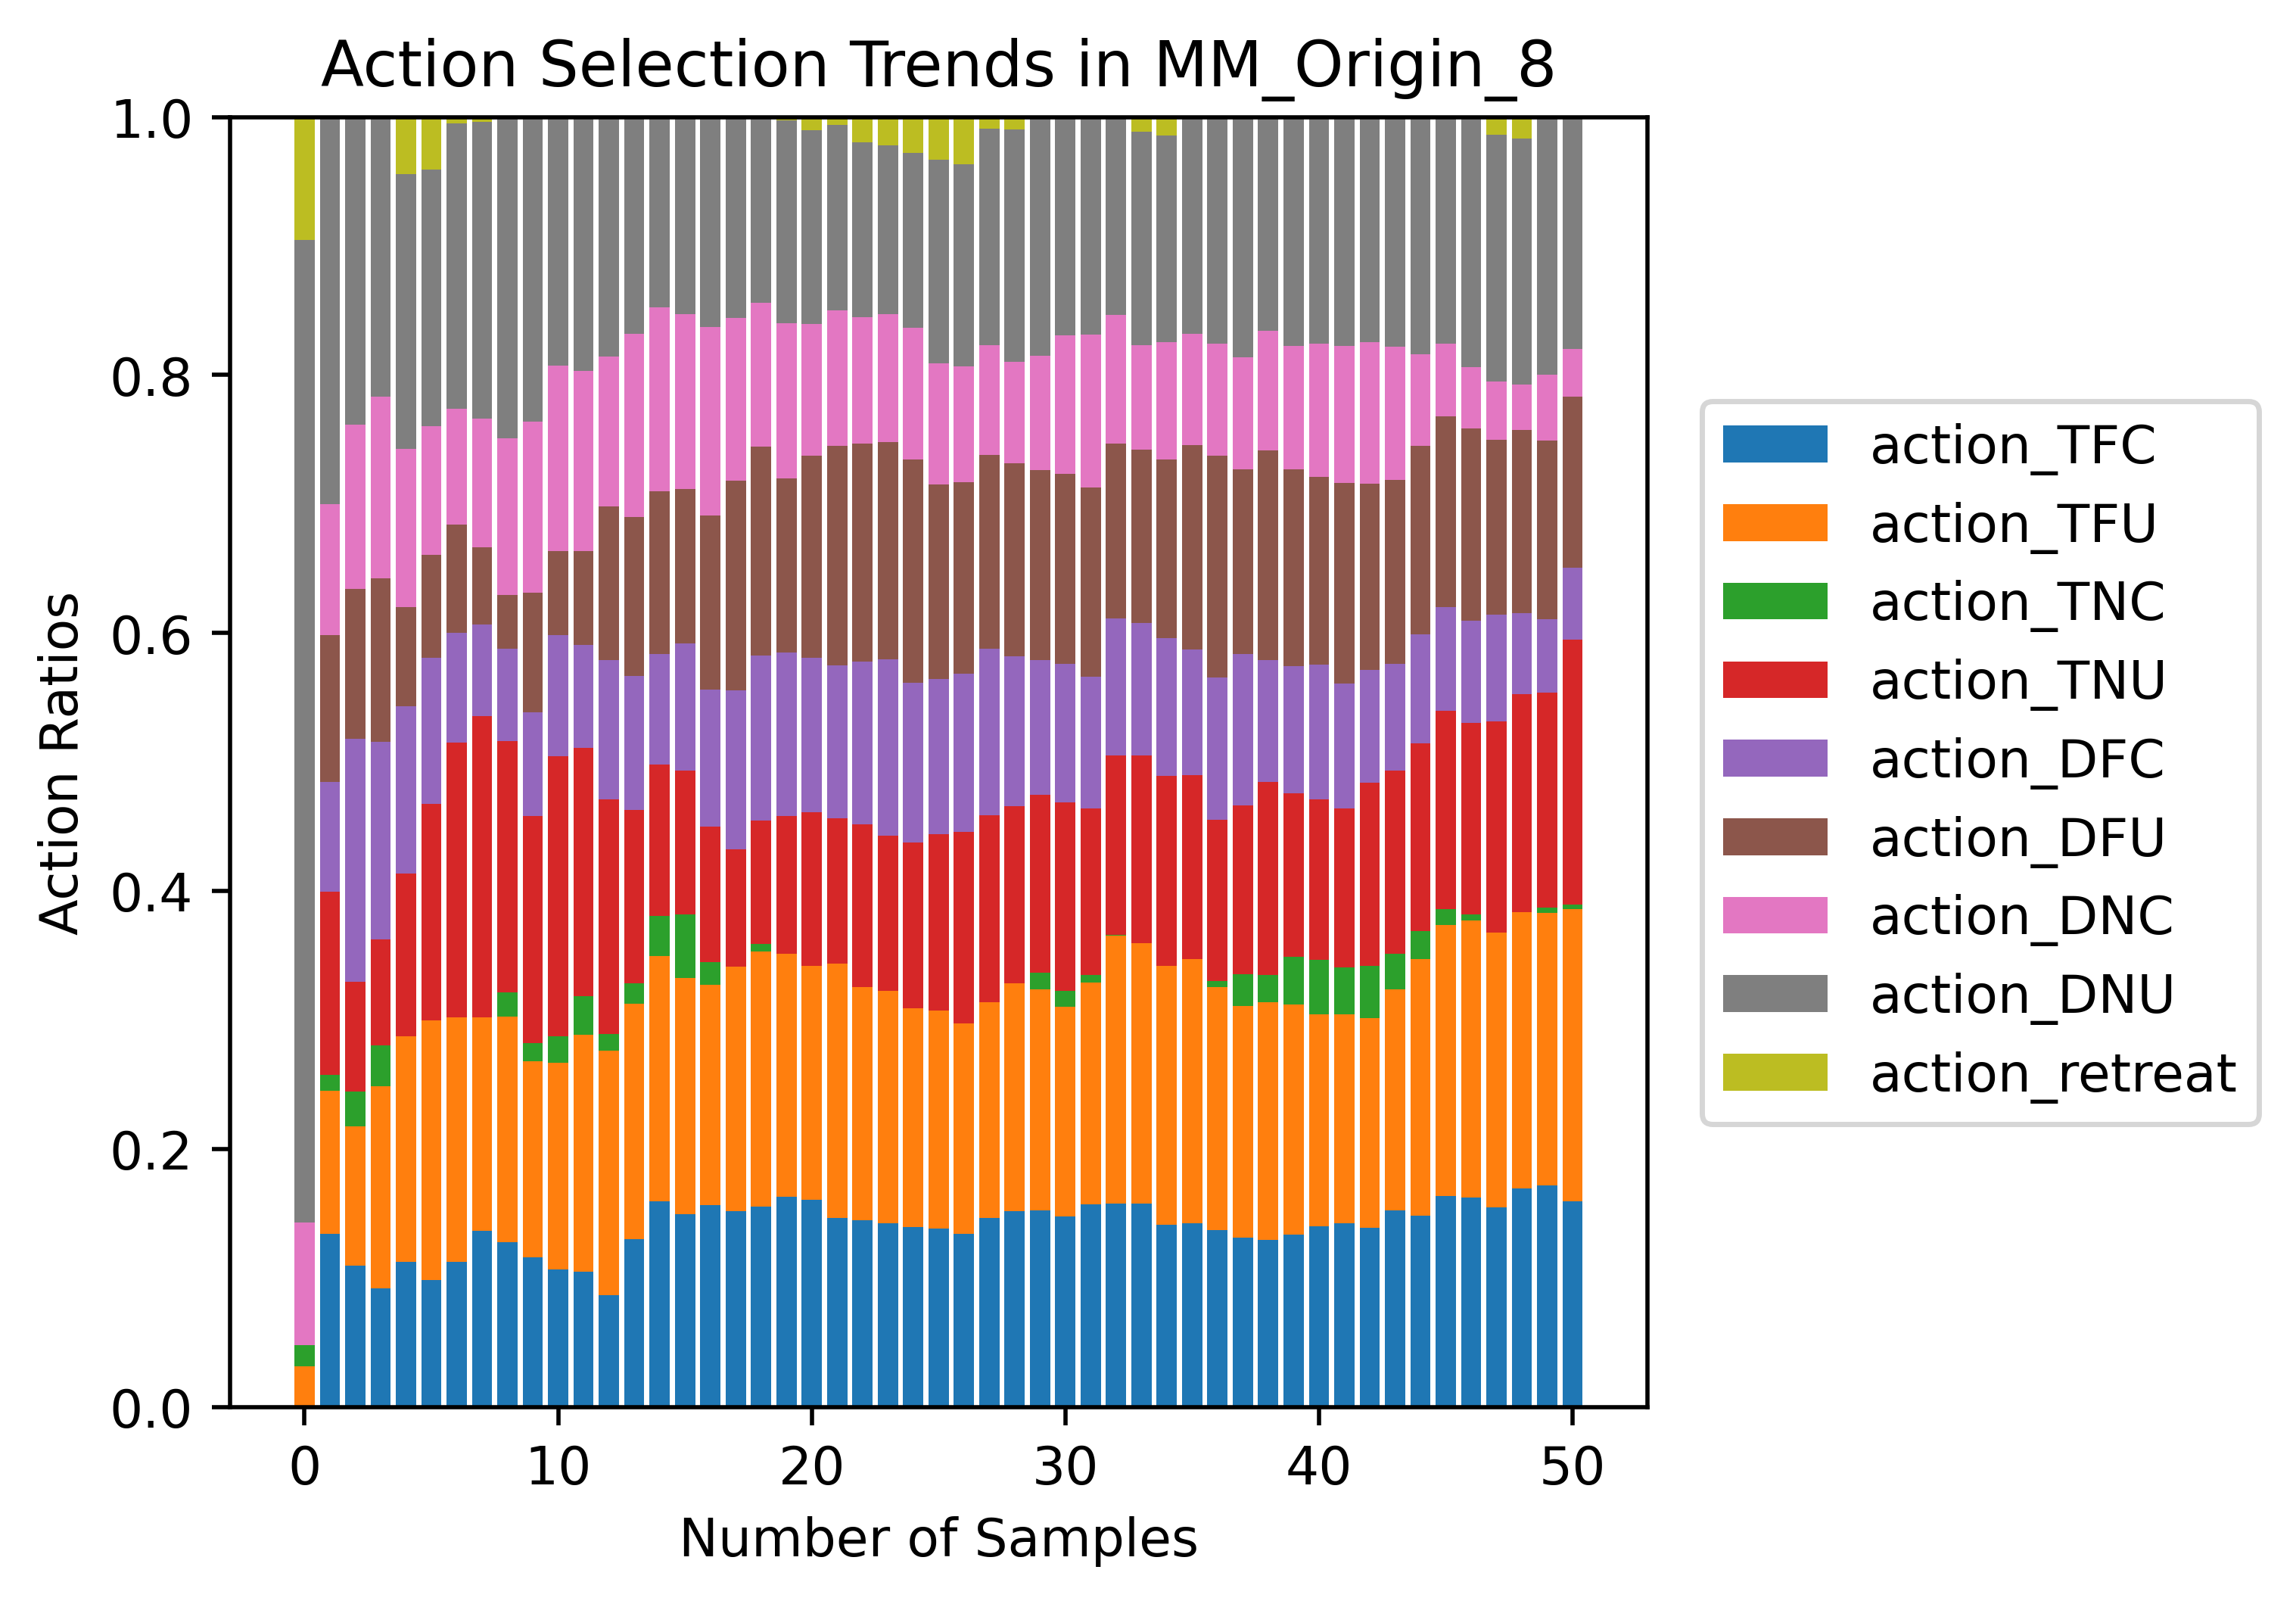 Action Selection Trends in MM_Origin_8
1.0
0.8
0.6
0.4
0.2
0.0
Action Ratios
0 10 20 30 40 50
Number of Samples
action_TFC
action_TFU
action_TNC
action_TNU
action_DFC
action_DFU
action_DNC
action_DNU
action_retreat